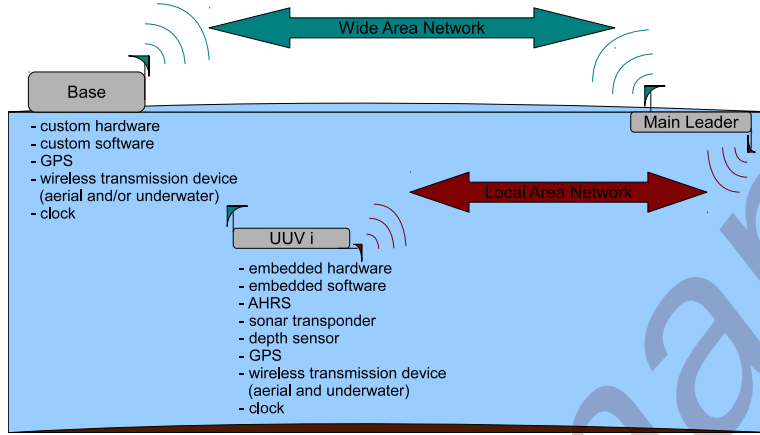 Wide Area Network
Base
Main Leader
- custom hardware
- custom software
- GPS
- wireless transmission device
(aerial and/or underwater)
- clock
Local Area Network
UUV i
- embedded hardware
- embedded software
- AHRS
- sonar transponder
- depth sensor
- GPS
- wireless transmission device
(aerial and underwater)
- clock